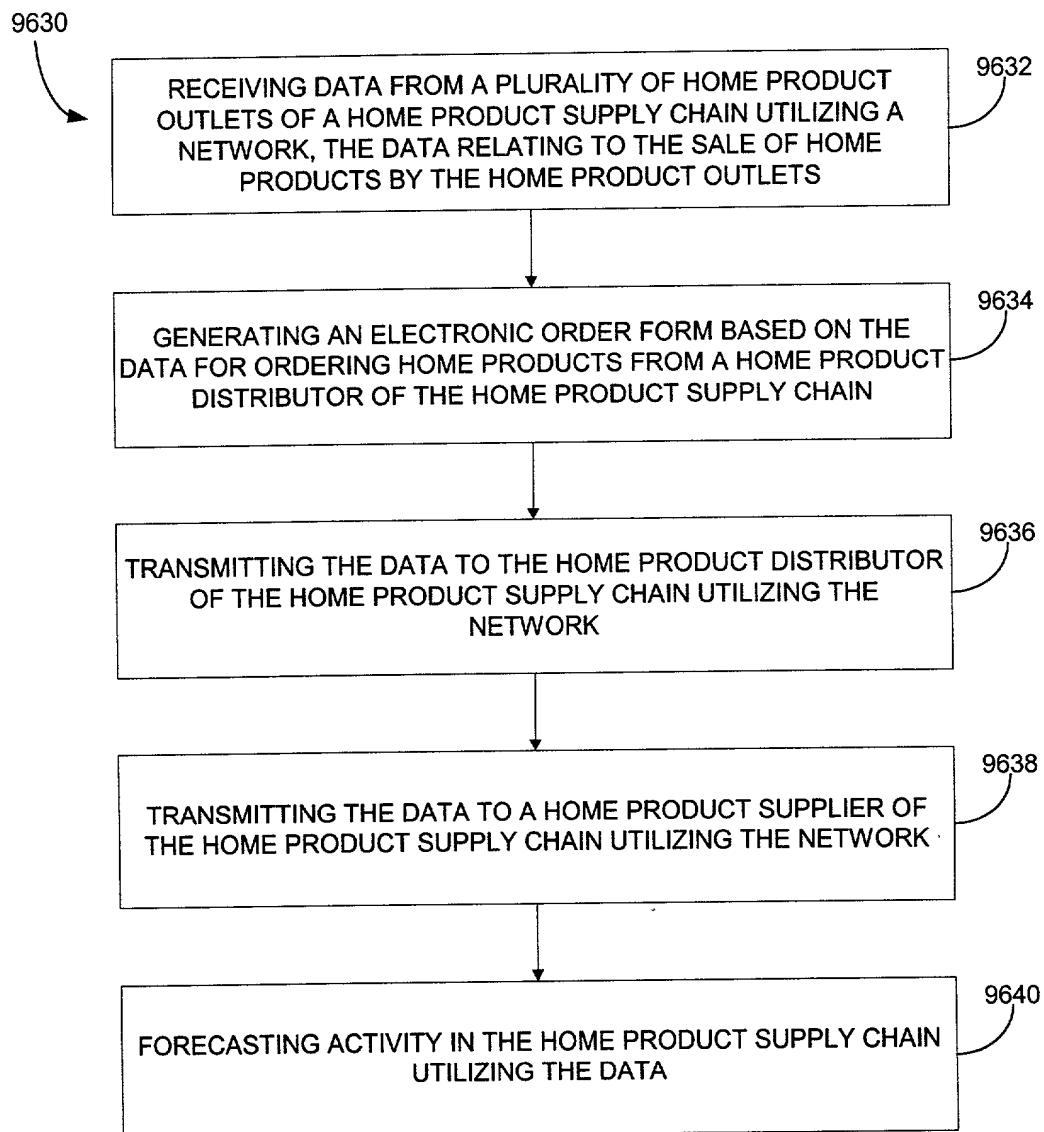 9630
RECEIVING DATA FROM A PLURALITY OF HOME PRODUCT
OUTLETS OF A HOME PRODUCT SUPPLY CHAIN UTILIZING A
NETWORK, THE DATA RELATING TO THE SALE OF HOME
PRODUCTS BY THE HOME PRODUCT OUTLETS
9632
GENERATING AN ELECTRONIC ORDER FORM BASED ON THE
DATA FOR ORDERING HOME PRODUCTS FROM A HOME PRODUCT
DISTRIBUTOR OF THE HOME PRODUCT SUPPLY CHAIN
9634
TRANSMITTING THE DATA TO THE HOME PRODUCT DISTRIBUTOR
OF THE HOME PRODUCT SUPPLY CHAIN UTILIZING THE
NETWORK
9636
TRANSMITTING THE DATA TO A HOME PRODUCT SUPPLIER OF
THE HOME PRODUCT SUPPLY CHAIN UTILIZING THE NETWORK
9638
FORECASTING ACTIVITY IN THE HOME PRODUCT SUPPLY CHAIN
UTILIZING THE DATA
9640